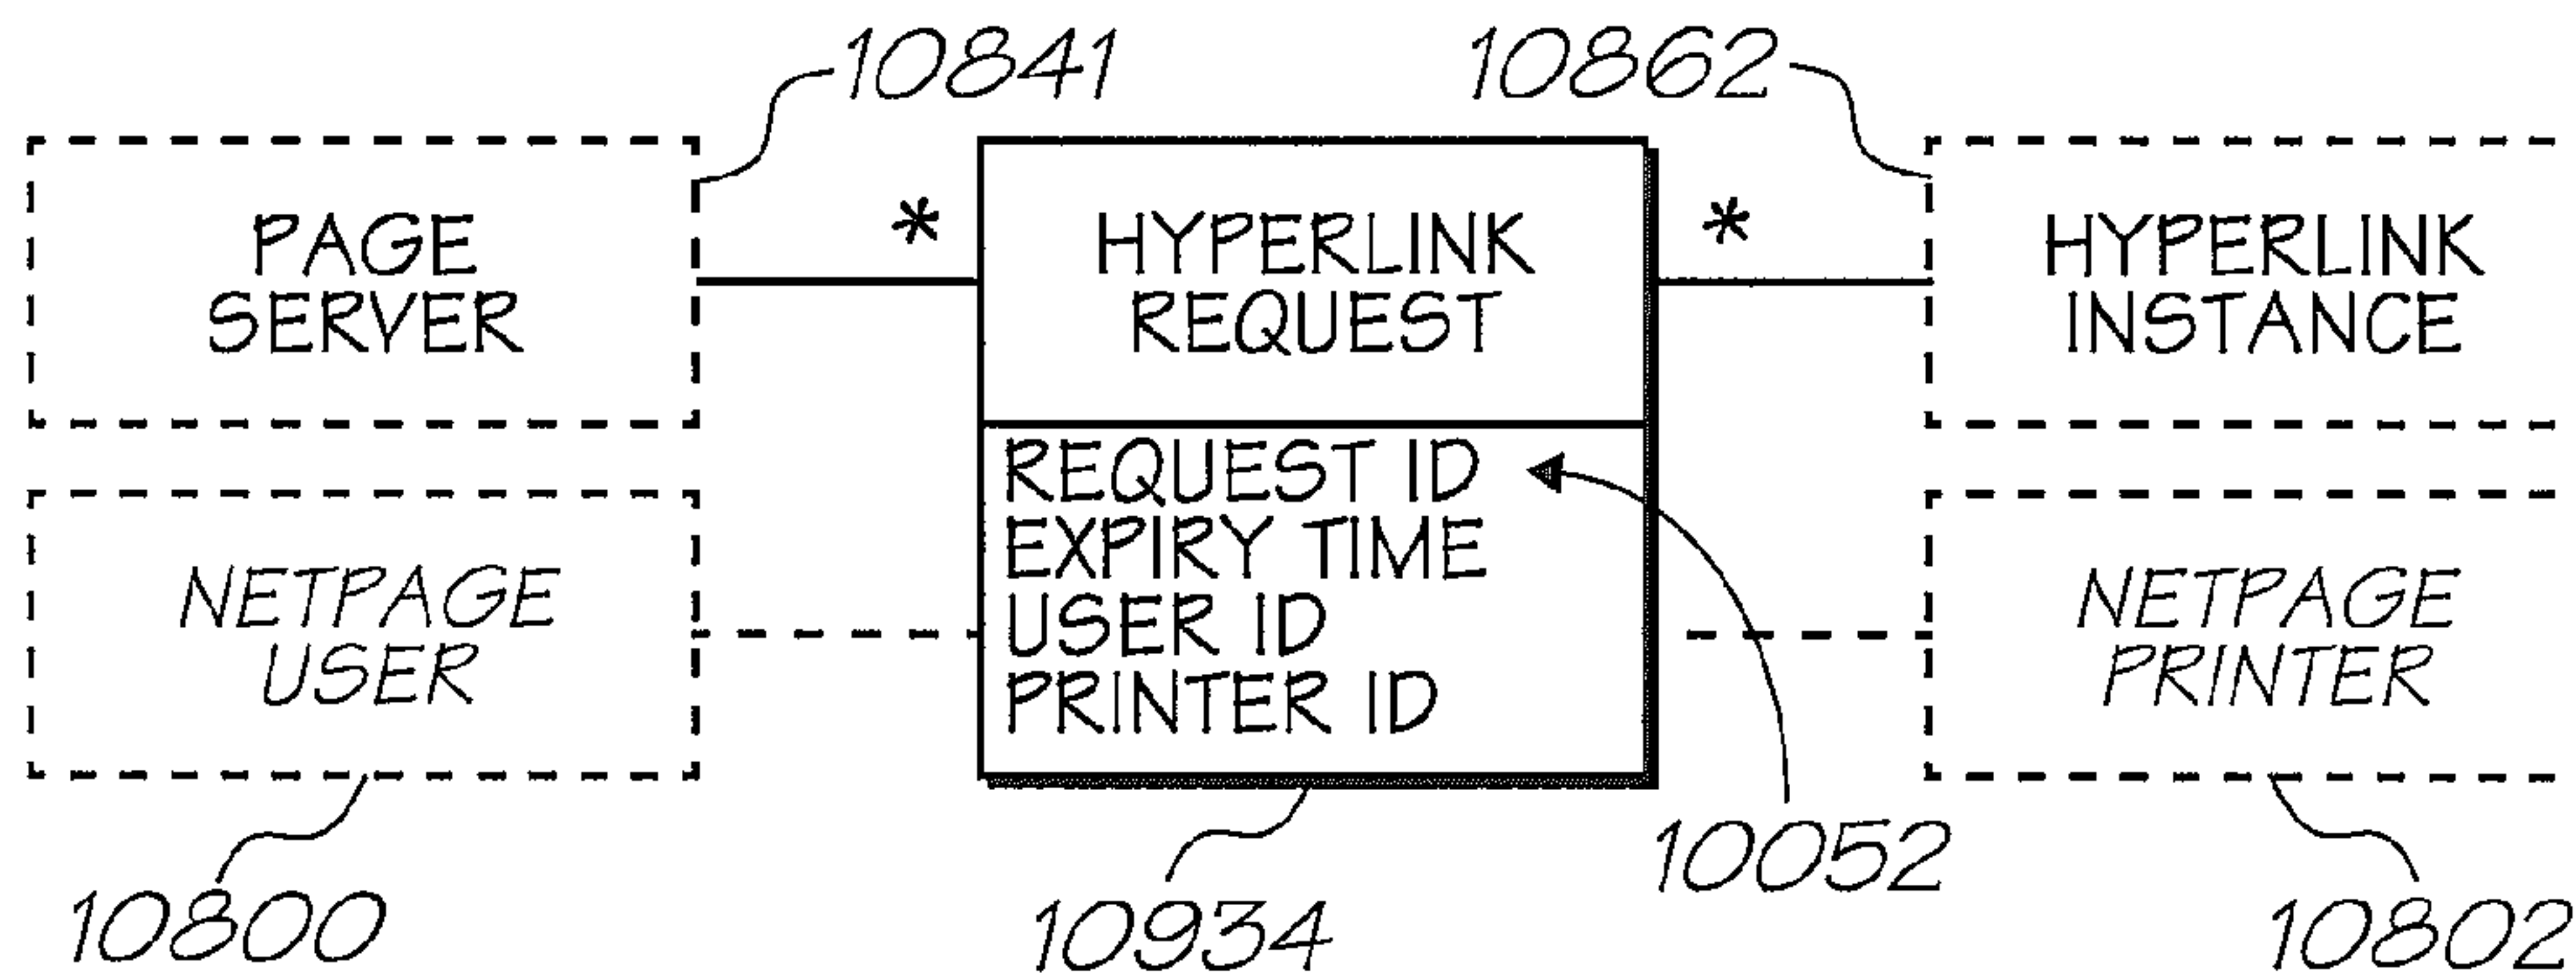 10841
10862
PAGE
SERVER
*
HYPERLINK
REQUEST
*
HYPERLINK
INSTANCE
REQUEST ID
EXPIRY TIME
USER ID
PRINTER ID
NETPAGE
USER
NETPAGE
PRINTER
10052
10800
10934
10802